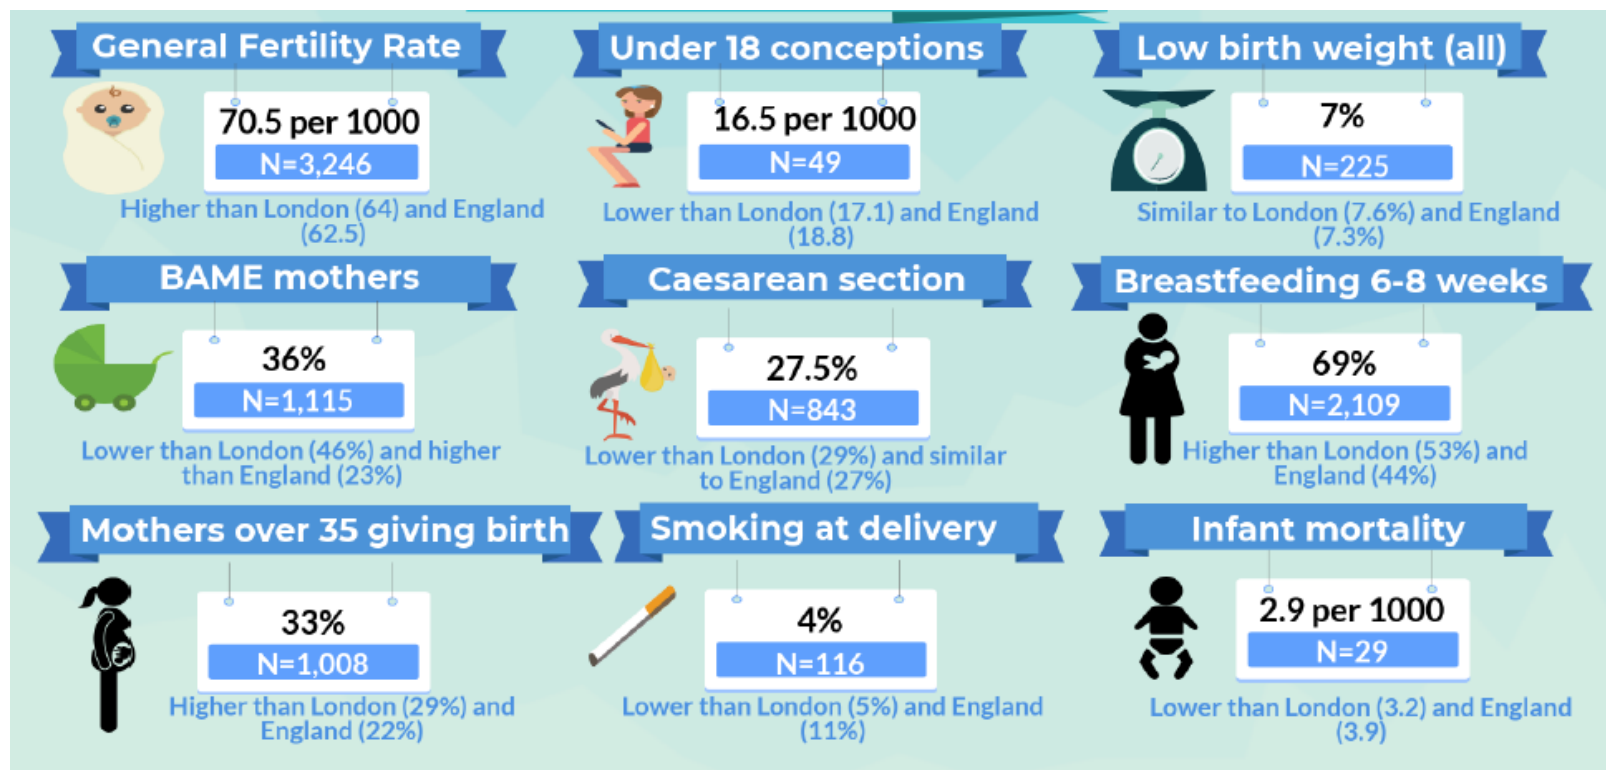 General Fertility Rate
70.5 per 1000
N=3,246
Higher than London (64) and England
(62.5)
Under 18 conceptions
16.5 per 1000
N=49
Lower than London (17.1) and England
(18.8)
Low birth weight (all)
7%
N=225
Similar to London (7.6%) and England
(7.3%)
BAME mothers
36%
N=1,115
Lower than London (46%) and higher
than England (23%)
Caesarean section
27.5%
N=843
Lower than London (29%) and similar
to England (27%)
Breastfeeding 6-8 weeks
69%
N=2,109
Higher than London (53%) and
England (44%)
Mothers over 35 giving birth
33%
N=1,008
Higher than London (29%) and
England (22%)
Smoking at delivery
4%
N=116
Lower than London (5%) and England
(11%)
Infant mortality
2.9 per 1000
N=29
Lower than London (3.2) and England
(3.9)